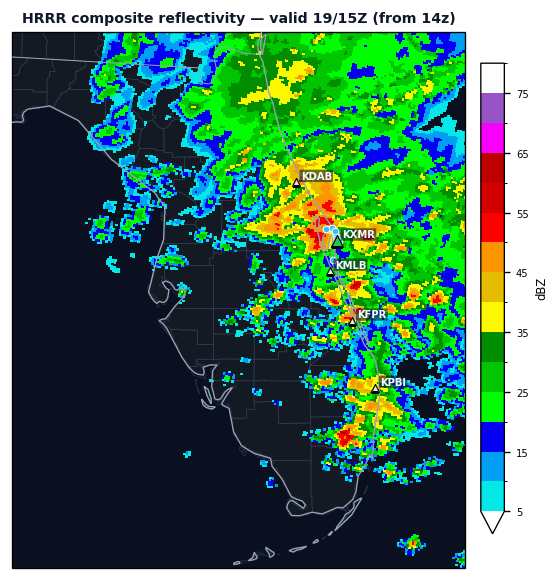 HRRR composite reflectivity — valid 19/15Z (from 14z)
KDAB
KXMR
KMLB
KFPR
KPBI
75
65
55
45
35
25
15
5
dBZ